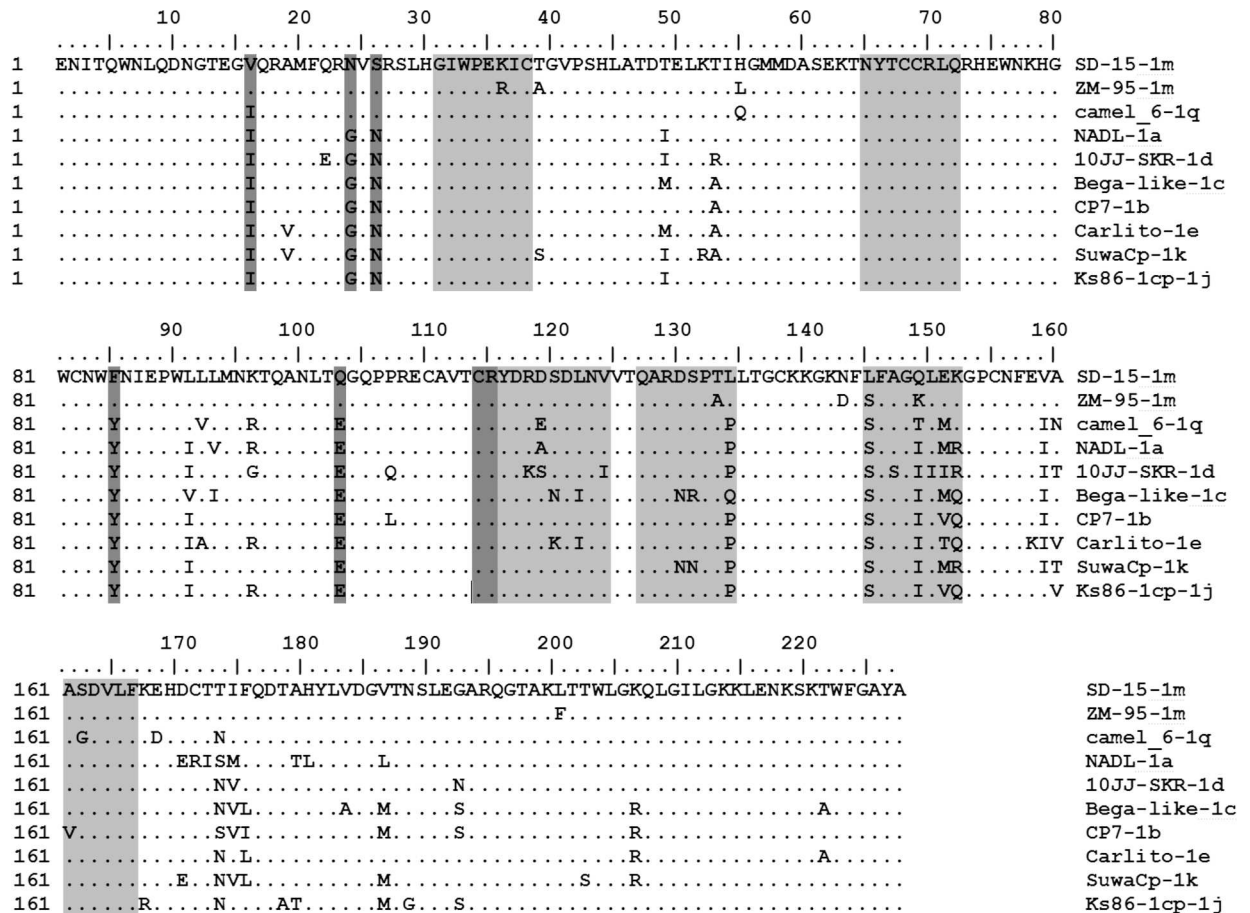 10 20 30 40 50 60 70 80
1 ENITQWNLQDNGTEGVQRAMFQRNVSRSLHGIWPEKICTGVPSHLATDTELKTIHGMMDASEKTNYTCCRLQRHEWNKHG SD-15-1m
1 ...................................R..A...............L......................... ZM-95-1m
1 ...............I......................................Q......................... camel_6-1q
1 ...............I.......G.N......................I............................... NADL-1a
1 ...............I.....E.G.N......................I...R........................... 10JJ-SKR-1d
1 ...............I.......G.N......................M...A........................... Bega-like-1c
1 ...............I.......G.N..........................A........................... CP7-1b
1 ...............I..V....G.N......................M...A........................... Carlito-1e
1 ...............I..V....G.N............S.........I..RA........................... SuwaCp-1k
1 ...............I.......G.N......................I............................... Ks86-1cp-1j
90 100 110 120 130 140 150 160
81 WCNWFNIEPWLLLMNKTQANLTQGQPPRECAVTCRYDRDSDLNVVTQARDSPTLLTGCKKGKNFLFAGQLEKGPCNFEVA SD-15-1m
81 ....................................................A.........D.S...K........... ZM-95-1m
81 ....Y......V...R......E...............E..............P..........S...T.M.......IN camel_6-1q
81 ....Y.....I.V..R......E...............A..............P..........S...I.MR......I. NADL-1a
81 ....Y.....I....G......E...Q..........KS....I.........P..........S.S.IIIR......IT 10JJ-SKR-1d
81 ....Y.....V.I.........E................N.I.......NR..Q..........S...I.MQ......I. Bega-like-1c
81 ....Y.....I...........E...L..........................P..........S...I.VQ......I. CP7-1b
81 ....Y.....IA...R......E................K.I...........P..........S...I.TQ.....KIV Carlito-1e
81 ....Y.....I...........E..........................NN..P..........S...I.MR......IT SuwaCp-1k
81 ....Y.....I....R......E..............................P..........S...I.VQ.......V Ks86-1cp-1j
170 180 190 200 210 220
161 ASDVLFKEHDCTTIFQDTAHYLVDGVTNSLEGARQGTAKLTTWLGKQLGILGKKLENKSKTWFGAYA SD-15-1m
161 .......................................F........................... ZM-95-1m
161 .G.....D....N...................................................... camel_6-1q
161 .........ERISM....TL.....L......................................... NADL-1a
161 ............NV.................N................................... 10JJ-SKR-1d
161 ............NVL.......A..M.....S.............R..............A...... Bega-like-1c
161 V...........SVI..........M.....S.............R..................... CP7-1b
161 ............N.L..............................R..............A...... Carlito-1e
161 .........E..NVL..........M...............S...R..................... SuwaCp-1k
161 ......R.....N....AT......M.G...S................................... Ks86-1cp-1j